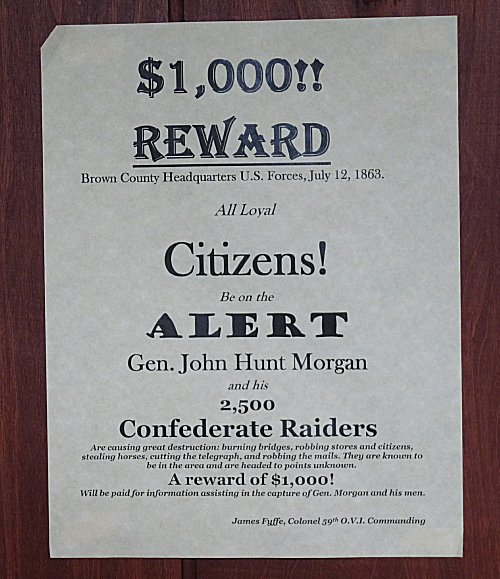 $1,000!!
REWARD
Brown County Headquarters U.S. Forces, July 12, 1863.
All Loyal
Citizens!
Be on the
ALERT
Gen. John Hunt Morgan
and his
2,500
Confederate Raiders
Are causing great destruction: burning bridges, robbing stores and citizens,
stealing horses, cutting the telegraph, and robbing the mails. They are known to
be in the area and are headed to points unknown.
A reward of $1,000!
Will be paid for information assisting in the capture of Gen. Morgan and his men.
James Fyffe, Colonel 59th O.V.I. Commanding